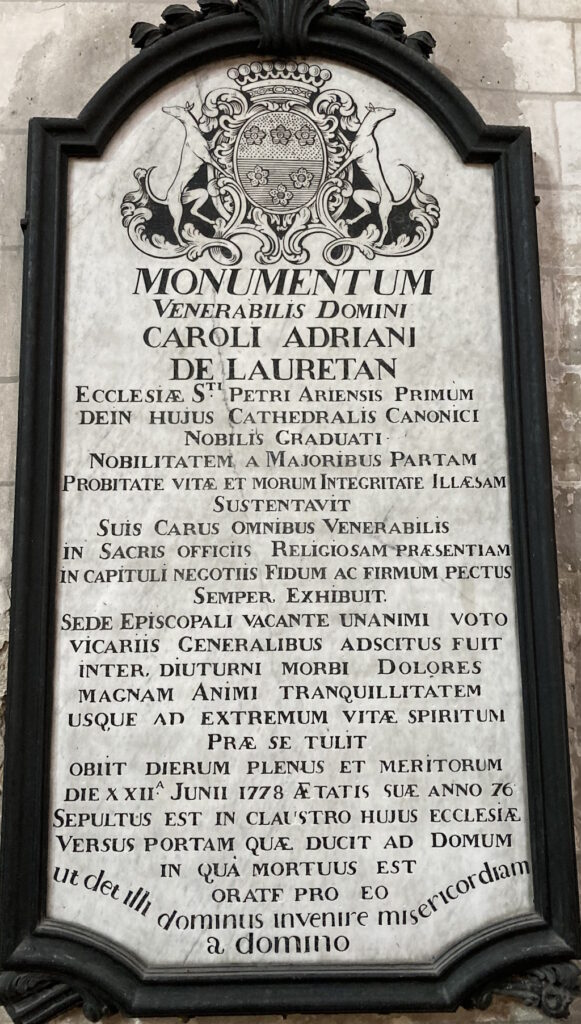 MONUMENTUM
VENERABILIS DOMINI
CAROLI ADRIANI
DE LAURETAN
ECCLESIÆ S.TI PETRI ARIENSIS PRIMUM
DEIN HUJUS CATHEDRALIS CANONICI
NOBILIS GRADUATI·
NOBILITATEM A MAJORIBUS PARTAM
PROBITATE VITÆ ET MORUM INTEGRITATE ILLÆSAM
SUSTENTAVIT
SUIS CARUS OMNIBUS VENERABILIS
IN SACRIS OFFICIIS RELIGIOSAM PRÆSENTIAM
IN CAPITULI NEGOTIIS FIDUM AC FIRMUM PECTUS
SEMPER EXHIBUIT.
SEDE EPISCOPALI VACANTE UNANIMI VOTO
VICARIIS GENERALIBUS ADSCITUS FUIT
INTER DIUTURNI MORBI DOLORES
MAGNAM ANIMI TRANQUILLITATEM
USQUE AD EXTREMUM VITÆ SPIRITUM
PRÆ SE TULIT
OBIIT DIERUM PLENUS ET MERITORUM
DIE XXII.A JUNII 1778 ÆTATIS SUÆ ANNO 76
SEPULTUS EST IN CLAUSTRO HUJUS ECCLESIÆ
VERSUS PORTAM QUÆ DUCIT AD DOMUM
IN QUÂ MORTUUS EST
ORATE PRO EO
ut det illi dominus invenire misericordiam
a domino